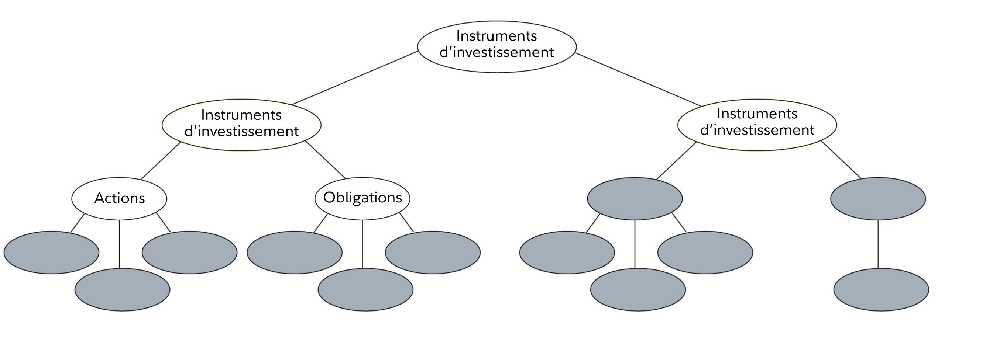 Instruments
d’investissement
Instruments
d’investissement
Instruments
d’investissement
Actions
Obligations